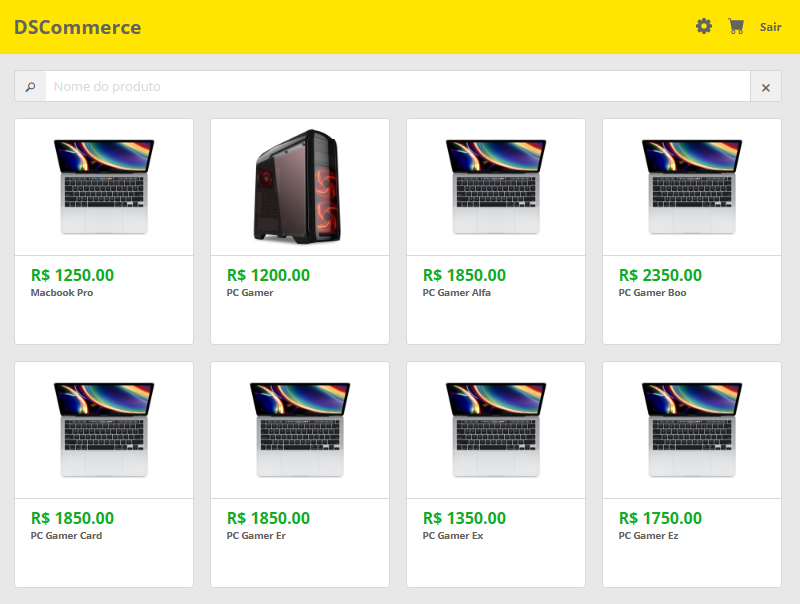 DSCommerce
Sair
Nome do produto
R$ 1250.00
Macbook Pro
R$ 1200.00
PC Gamer
R$ 1850.00
PC Gamer Alfa
R$ 2350.00
PC Gamer Boo
R$ 1850.00
PC Gamer Card
R$ 1850.00
PC Gamer Er
R$ 1350.00
PC Gamer Ex
R$ 1750.00
PC Gamer Ez